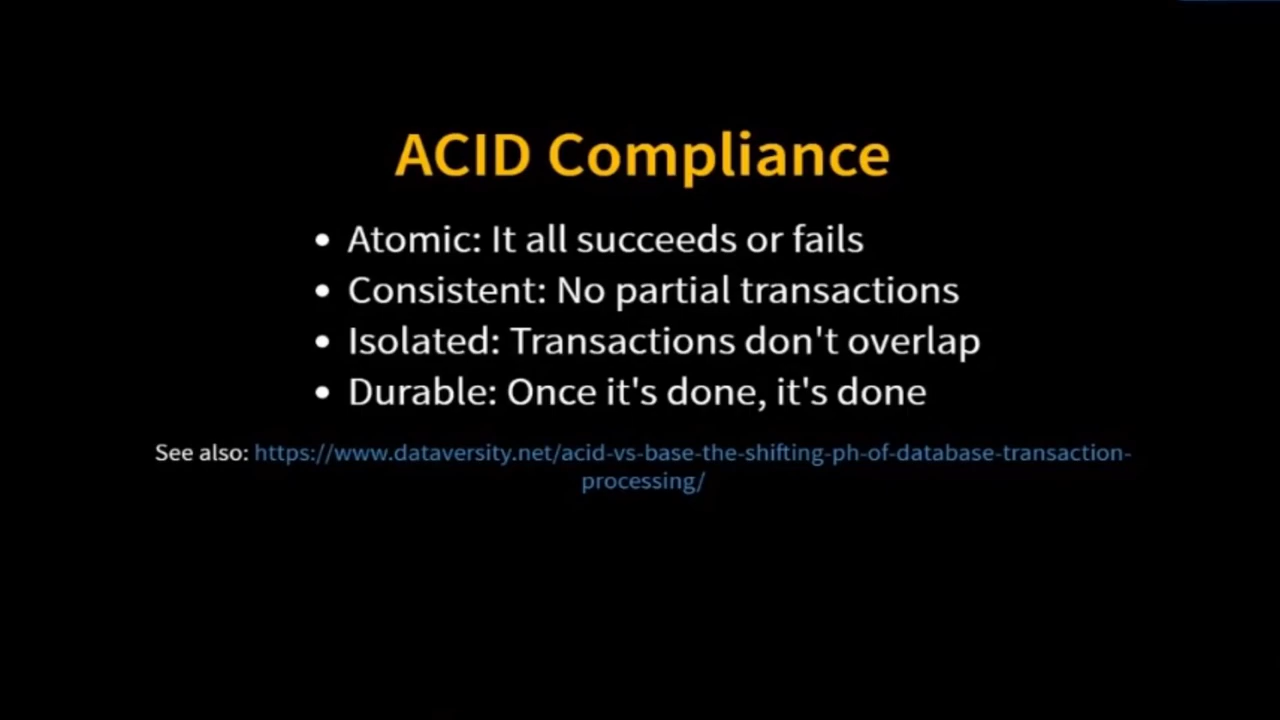 ACID Compliance
• Atomic: It all succeeds or fails
• Consistent: No partial transactions
• Isolated: Transactions don't overlap
• Durable: Once it's done, it's done
See also: https://www.dataversity.net/acid-vs-base-the-shifting-ph-of-database-transaction-
processing/